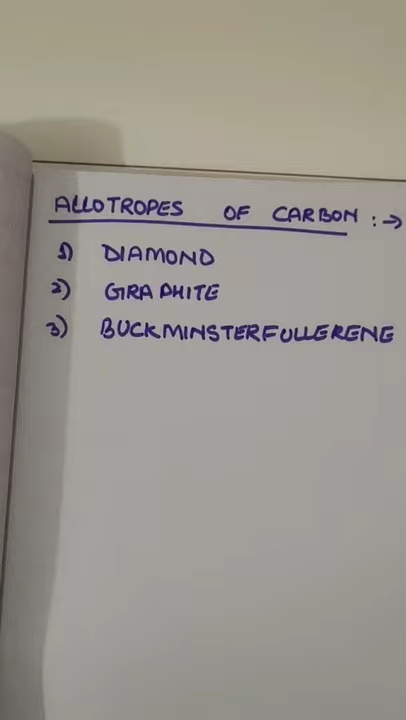 ALLOTROPES OF CARBON :→
1) DIAMOND
2) GRAPHITE
3) BUCKMINSTERFULLERENE